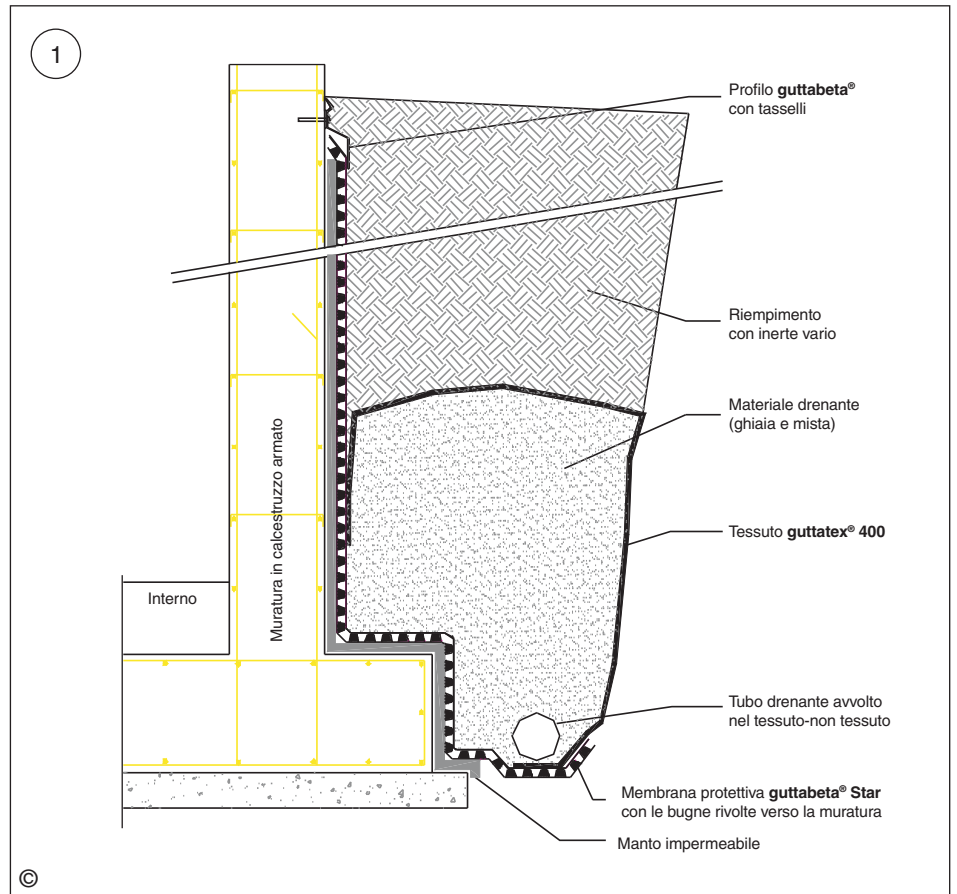 1
Profilo guttabeta®
con tasselli
Riempimento
con inerte vario
Materiale drenante
(ghiaia e mista)
Tessuto guttatex® 400
Muratura in calcestruzzo armato
Interno
Tubo drenante avvolto
nel tessuto-non tessuto
Membrana protettiva guttabeta® Star
con le bugne rivolte verso la muratura
Manto impermeabile
©